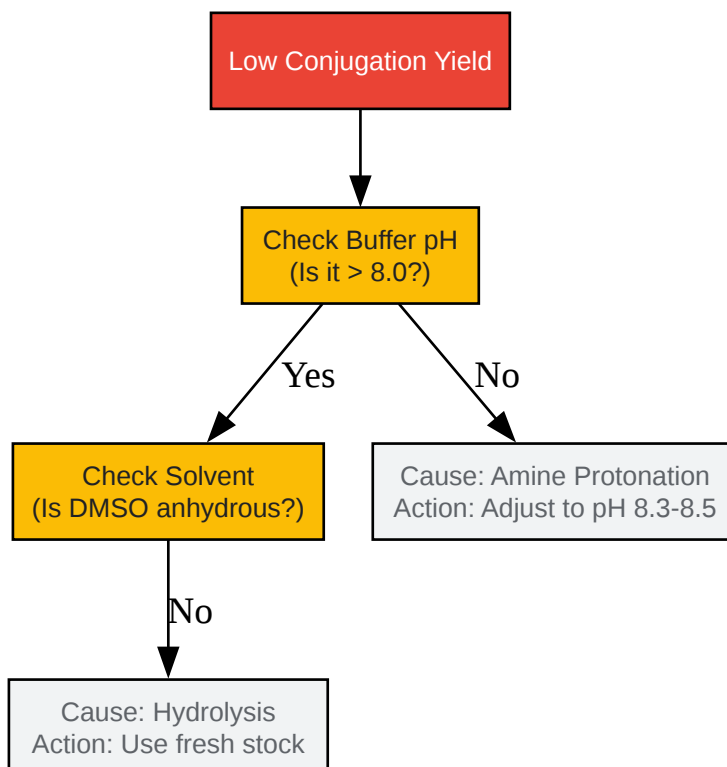 Low Conjugation Yield
Check Buffer pH
(Is it > 8.0?)
Yes
No
Check Solvent
(Is DMSO anhydrous?)
Cause: Amine Protonation
Action: Adjust to pH 8.3-8.5
No
Cause: Hydrolysis
Action: Use fresh stock